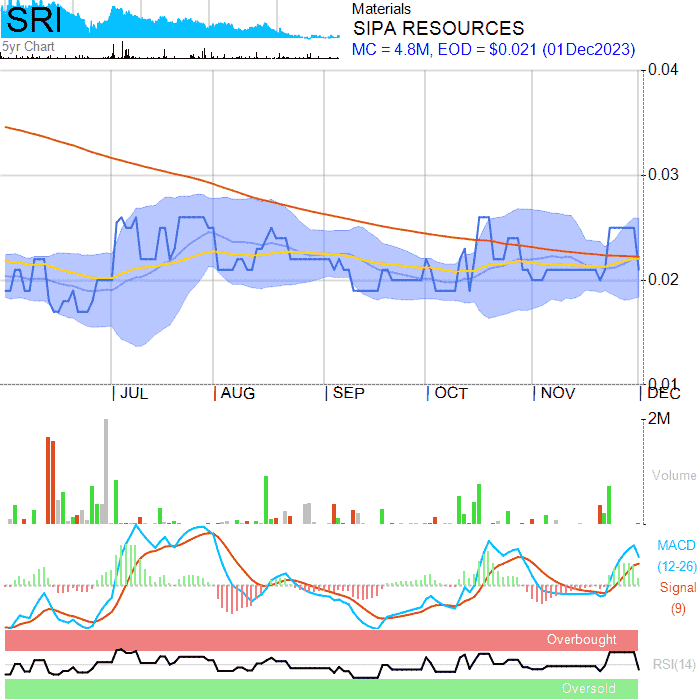 SRI
Materials
SIPA RESOURCES
5yr Chart
MC = 4.8M, EOD = $0.021 (01Dec2023)
0.04
0.03
0.02
0.01
JUL AUG SEP OCT NOV DEC
2M
Volume
MACD
(12-26)
Signal
(9)
Overbought
RSI(14)
Oversold